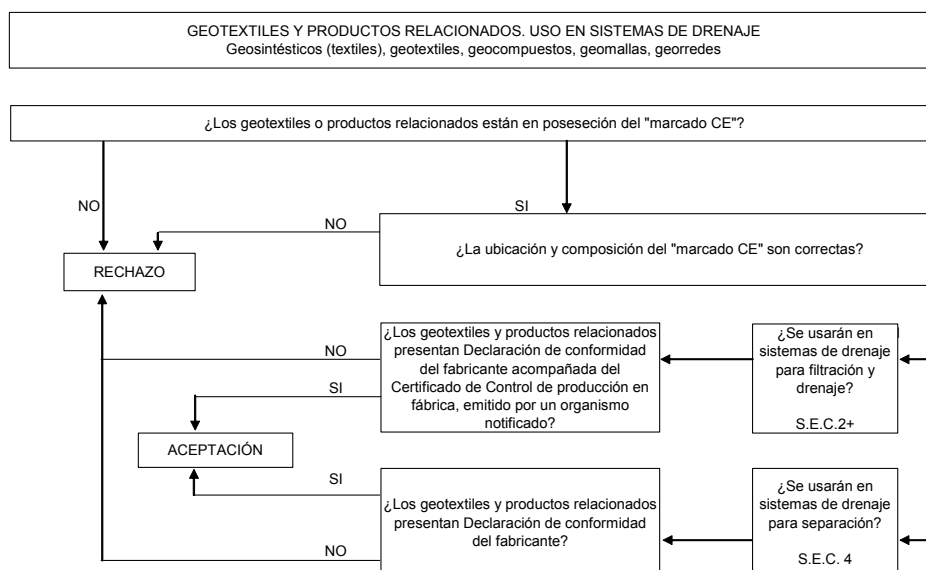 GEOTEXTILES Y PRODUCTOS RELACIONADOS. USO EN SISTEMAS DE DRENAJE
Geosintésticos (textiles), geotextiles, geocompuestos, geomallas, georredes
¿Los geotextiles o productos relacionados están en poseseción del "marcado CE"?
NO
SI
NO
¿La ubicación y composición del "marcado CE" son correctas?
RECHAZO
NO
SI
¿Los geotextiles y productos relacionados
presentan Declaración de conformidad
del fabricante acompañada del
Certificado de Control de producción en
fábrica, emitido por un organismo
notificado?
¿Se usarán en
sistemas de drenaje
para filtración y
drenaje?
S.E.C.2+
ACEPTACIÓN
SI
NO
¿Los geotextiles y productos relacionados
presentan Declaración de conformidad
del fabricante?
¿Se usarán en
sistemas de drenaje
para separación?
S.E.C. 4